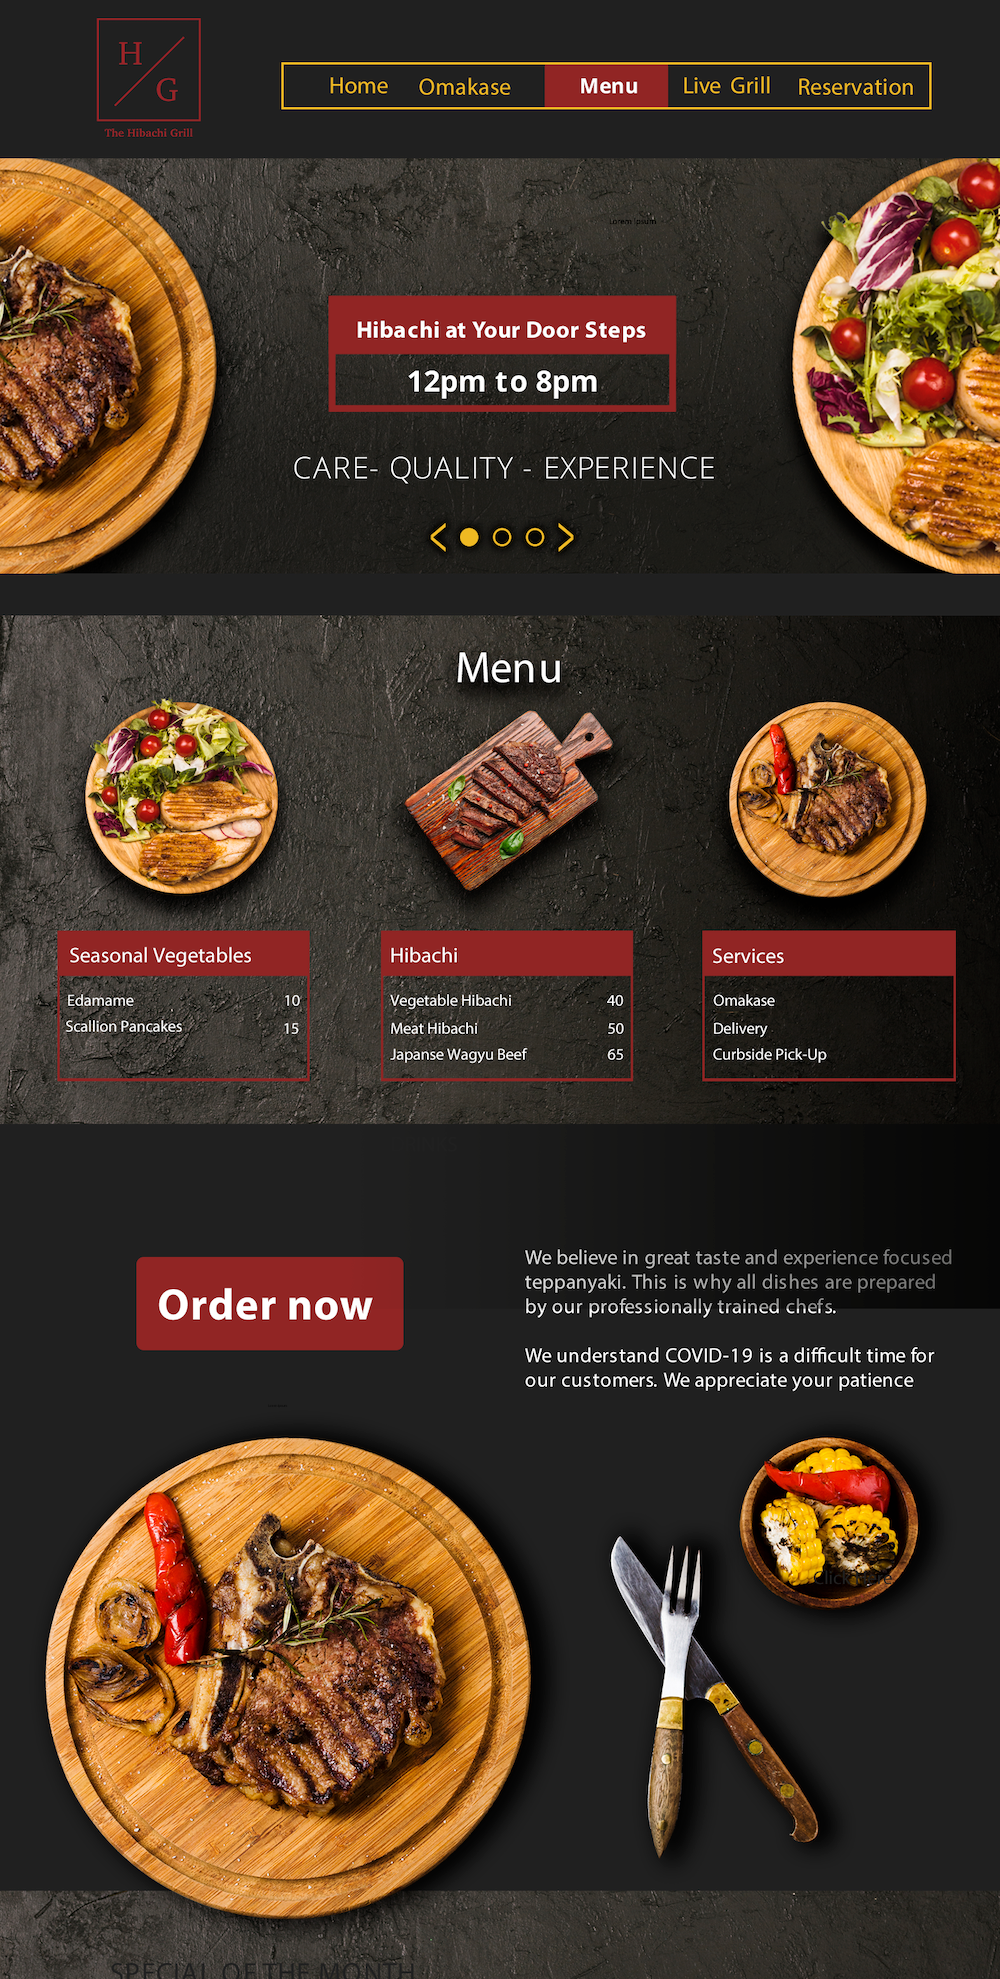 H
G
The Hibachi Grill
Home Omakase Menu Live Grill Reservation
Lorem Ipsum
Hibachi at Your Door Steps
12pm to 8pm
CARE- QUALITY - EXPERIENCE
Menu
Seasonal Vegetables
Edamame 10
Scallion Pancakes 15
Hibachi
Vegetable Hibachi 40
Meat Hibachi 50
Japanse Wagyu Beef 65
Services
Omakase
Delivery
Curbside Pick-Up
Order now
We believe in great taste and experience focused
teppanyaki. This is why all dishes are prepared
by our professionally trained chefs.
We understand COVID-19 is a difficult time for
our customers. We appreciate your patience
Click Here
SPECIAL OF THE MONTH